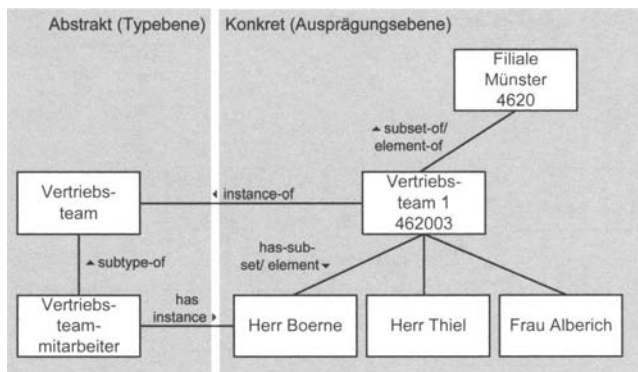 Abstrakt (Typebene)
Konkret (Ausprägungsebene)
Filiale
Münster
4620
subset-of/
element-of
Vertriebs-
team
instance-of
Vertriebs-
team 1
462003
subtype-of
has-sub-
set/ element
Vertriebs-
team-
mitarbeiter
has
instance
Herr Boerne
Herr Thiel
Frau Alberich